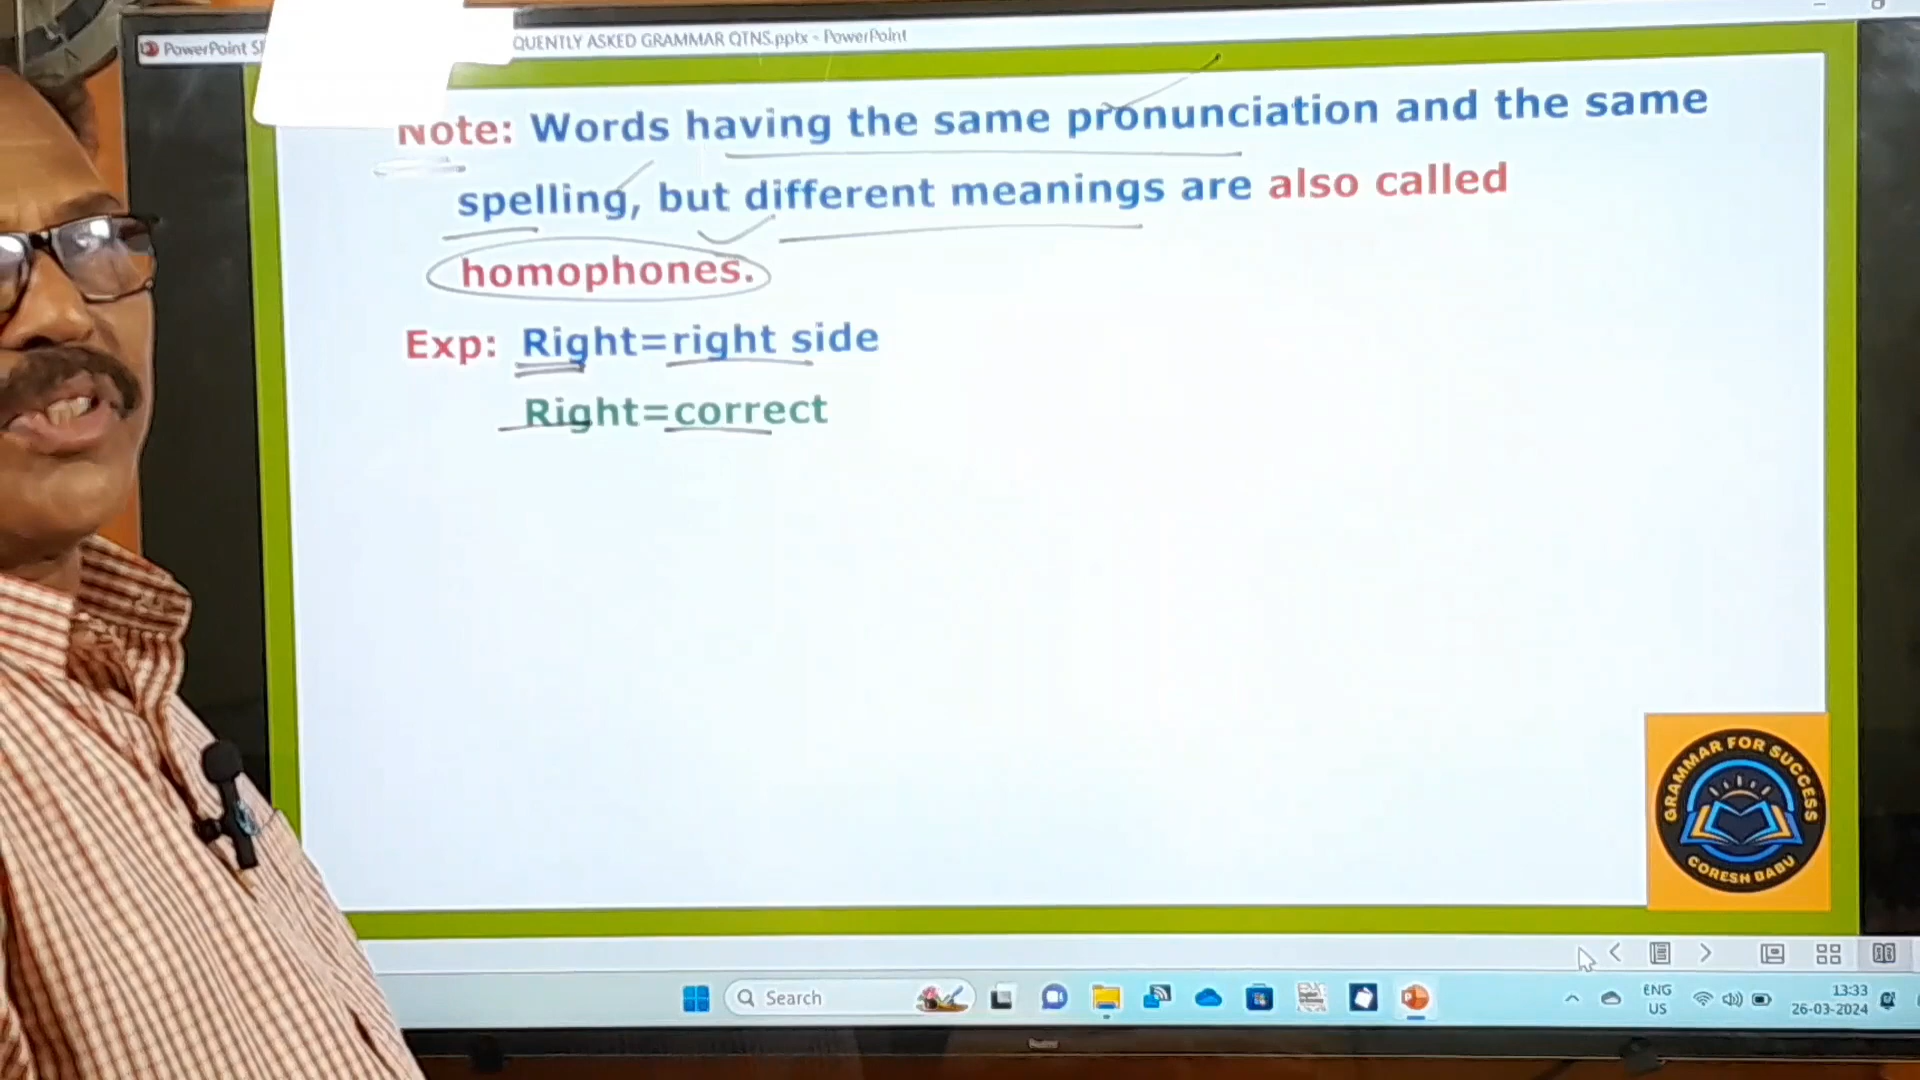 PowerPoint Sl QUENTLY ASKED GRAMMAR QTNS.pptx - PowerPoint
Note: Words having the same pronunciation and the same
spelling, but different meanings are also called
homophones.
Exp: Right=right side
Right=correct
GRAMMAR FOR SUCCESS
CORESH BABU
Search
ENG
US
13:33
26-03-2024